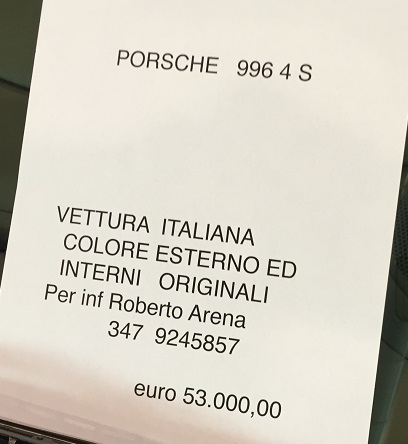 PORSCHE 996 4 S
VETTURA ITALIANA
COLORE ESTERNO ED
INTERNI ORIGINALI
Per inf Roberto Arena
347 9245857
euro 53.000,00